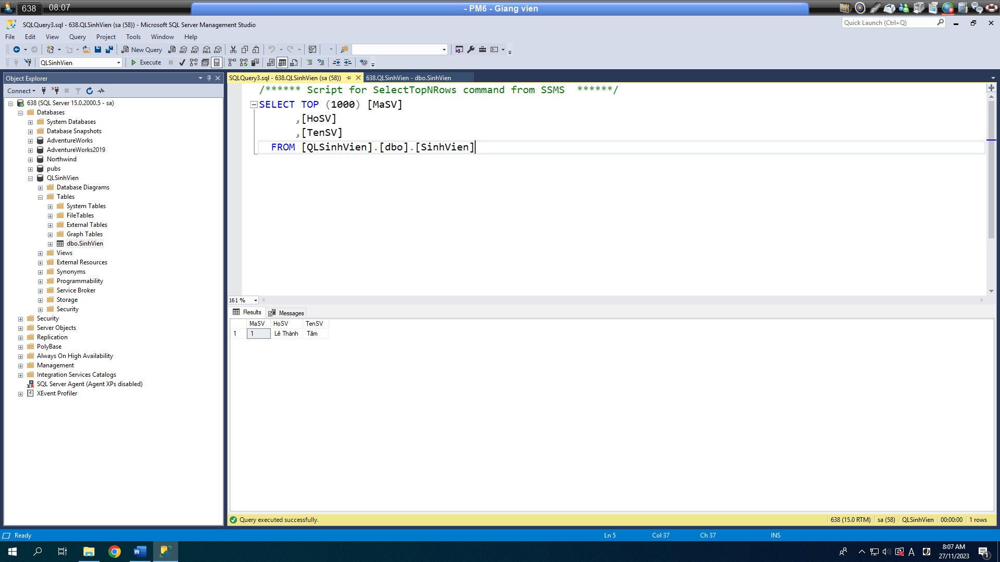 638 08:07 - PM6 - Giang vien
SQLQuery3.sql - 638.QLSinhVien (sa (58)) - Microsoft SQL Server Management Studio
Quick Launch (Ctrl+Q)
File Edit View Query Project Tools Window Help
New Query MDX DMX XMLA DAX
QLSinhVien Execute
Object Explorer
Connect
638 (SQL Server 15.0.2000.5 - sa)
Databases
System Databases
Database Snapshots
AdventureWorks
AdventureWorks2019
Northwind
pubs
QLSinhVien
Database Diagrams
Tables
System Tables
FileTables
External Tables
Graph Tables
dbo.SinhVien
Views
External Resources
Synonyms
Programmability
Service Broker
Storage
Security
Security
Server Objects
Replication
PolyBase
Always On High Availability
Management
Integration Services Catalogs
SQL Server Agent (Agent XPs disabled)
XEvent Profiler
SQLQuery3.sql - 638.QLSinhVien (sa (58)) 638.QLSinhVien - dbo.SinhVien
/****** Script for SelectTopNRows command from SSMS ******/
SELECT TOP (1000) [MaSV]
,[HoSV]
,[TenSV]
FROM [QLSinhVien].[dbo].[SinhVien]
161 %
Results Messages
MaSV HoSV TenSV
1 1 Lê Thành Tâm
Query executed successfully. 638 (15.0 RTM) sa (58) QLSinhVien 00:00:00 1 rows
Ready Ln 5 Col 37 Ch 37 INS
A 8:07 AM
27/11/2023
1